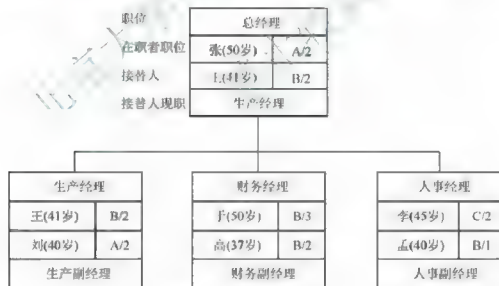 职位 总经理
在职者职位 张(50岁) A/2
接替人 王(41岁) B/2
接替人现职 生产经理
生产经理 财务经理 人事经理
王(41岁) B/2 于(50岁) B/3 李(45岁) C/2
刘(40岁) A/2 高(37岁) B/2 孟(40岁) B/1
生产副经理 财务副经理 人事副经理